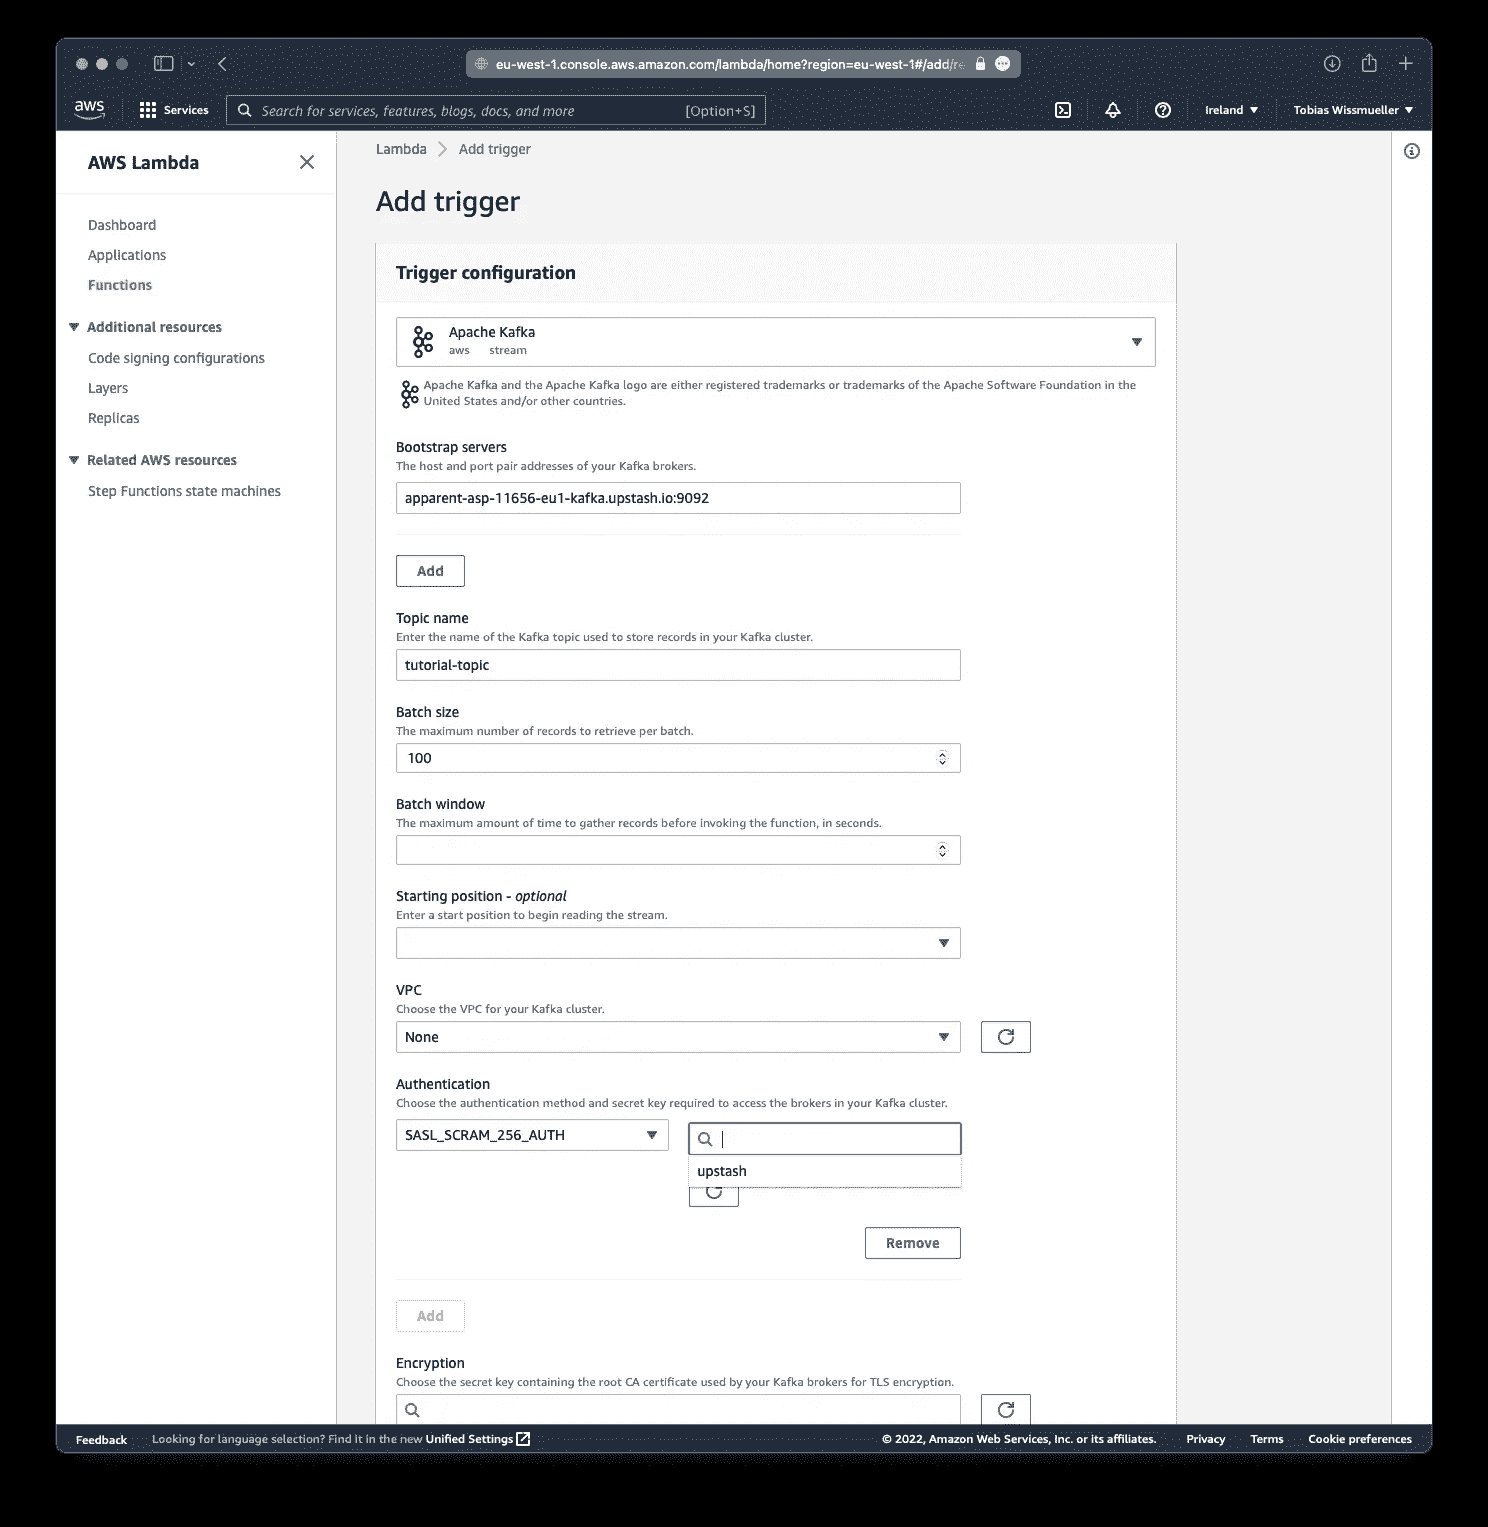 eu-west-1.console.aws.amazon.com/lambda/home?region=eu-west-1#/add/re
aws
Services
Search for services, features, blogs, docs, and more
[Option+S]
Ireland
Tobias Wissmueller
AWS Lambda
Dashboard
Applications
Functions
Additional resources
Code signing configurations
Layers
Replicas
Related AWS resources
Step Functions state machines
Lambda
Add trigger
Add trigger
Trigger configuration
Apache Kafka
aws stream
Apache Kafka and the Apache Kafka logo are either registered trademarks or trademarks of the Apache Software Foundation in the
United States and/or other countries.
Bootstrap servers
The host and port pair addresses of your Kafka brokers.
apparent-asp-11656-eu1-kafka.upstash.io:9092
Add
Topic name
Enter the name of the Kafka topic used to store records in your Kafka cluster.
tutorial-topic
Batch size
The maximum number of records to retrieve per batch.
100
Batch window
The maximum amount of time to gather records before invoking the function, in seconds.
Starting position - optional
Enter a start position to begin reading the stream.
VPC
Choose the VPC for your Kafka cluster.
None
Authentication
Choose the authentication method and secret key required to access the brokers in your Kafka cluster.
SASL_SCRAM_256_AUTH
upstash
Remove
Add
Encryption
Choose the secret key containing the root CA certificate used by your Kafka brokers for TLS encryption.
Feedback
Looking for language selection? Find it in the new Unified Settings
© 2022, Amazon Web Services, Inc. or its affiliates.
Privacy
Terms
Cookie preferences